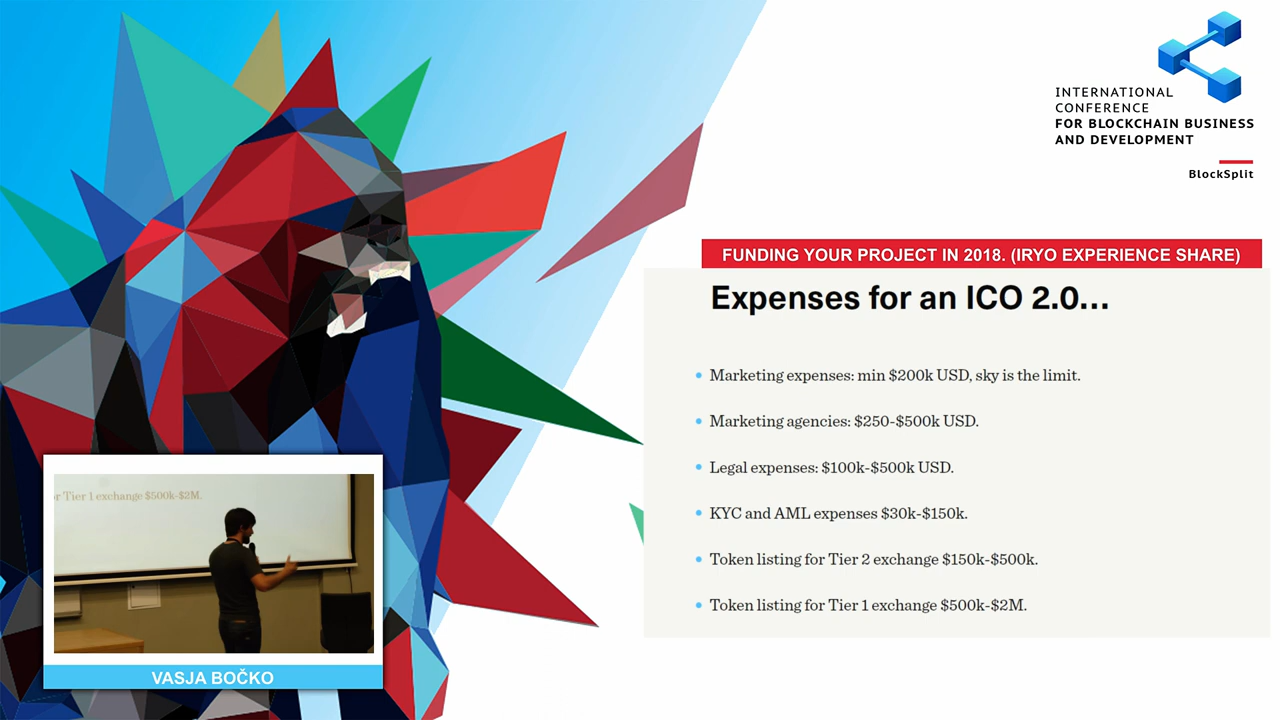 INTERNATIONAL
CONFERENCE
FOR BLOCKCHAIN BUSINESS
AND DEVELOPMENT
BlockSplit
FUNDING YOUR PROJECT IN 2018. (IRYO EXPERIENCE SHARE)
Expenses for an ICO 2.0...
Marketing expenses: min $200k USD, sky is the limit.
Marketing agencies: $250-$500k USD.
Legal expenses: $100k-$500k USD.
KYC and AML expenses $30k-$150k.
Token listing for Tier 2 exchange $150k-$500k.
Token listing for Tier 1 exchange $500k-$2M.
r Tier 1 exchange $500k-$2M.
VASJA BOČKO